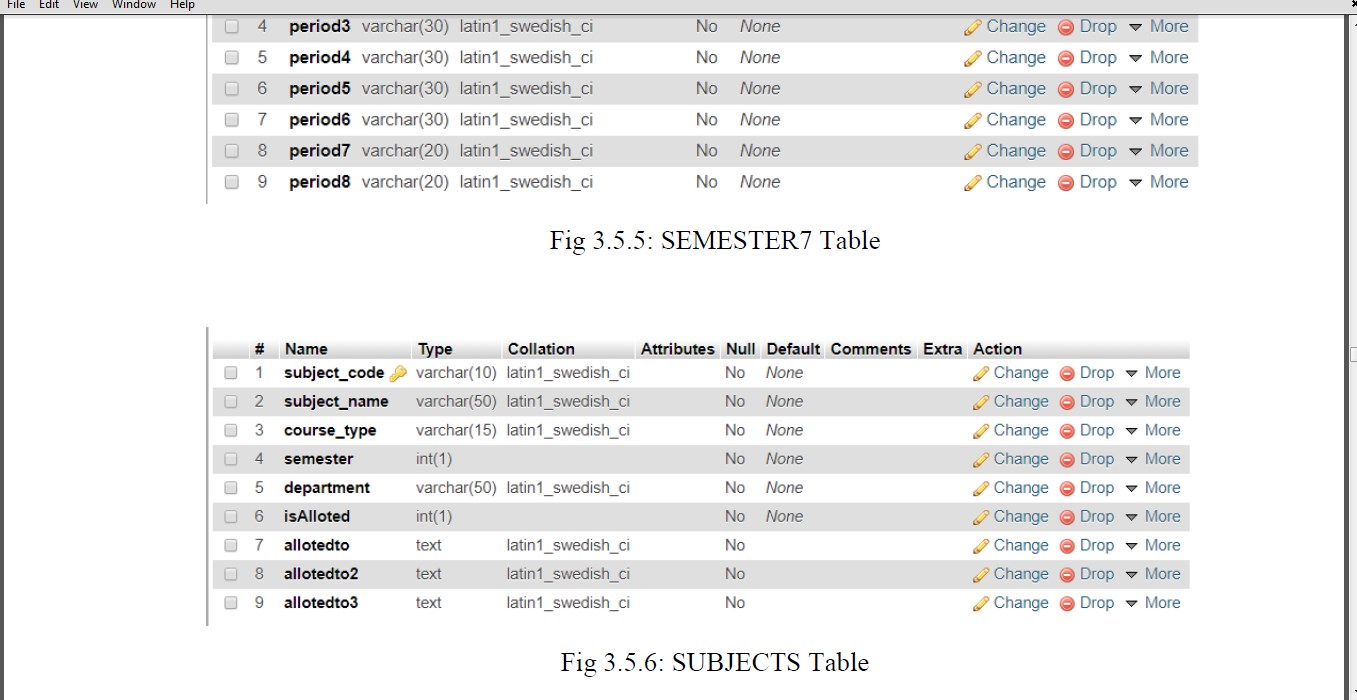 File Edit View Window Help
4 period3 varchar(30) latin1_swedish_ci No None Change Drop More
5 period4 varchar(30) latin1_swedish_ci No None Change Drop More
6 period5 varchar(30) latin1_swedish_ci No None Change Drop More
7 period6 varchar(30) latin1_swedish_ci No None Change Drop More
8 period7 varchar(20) latin1_swedish_ci No None Change Drop More
9 period8 varchar(20) latin1_swedish_ci No None Change Drop More
Fig 3.5.5: SEMESTER7 Table
# Name Type Collation Attributes Null Default Comments Extra Action
1 subject_code varchar(10) latin1_swedish_ci No None Change Drop More
2 subject_name varchar(50) latin1_swedish_ci No None Change Drop More
3 course_type varchar(15) latin1_swedish_ci No None Change Drop More
4 semester int(1) No None Change Drop More
5 department varchar(50) latin1_swedish_ci No None Change Drop More
6 isAlloted int(1) No None Change Drop More
7 allotedto text latin1_swedish_ci No Change Drop More
8 allotedto2 text latin1_swedish_ci No Change Drop More
9 allotedto3 text latin1_swedish_ci No Change Drop More
Fig 3.5.6: SUBJECTS Table